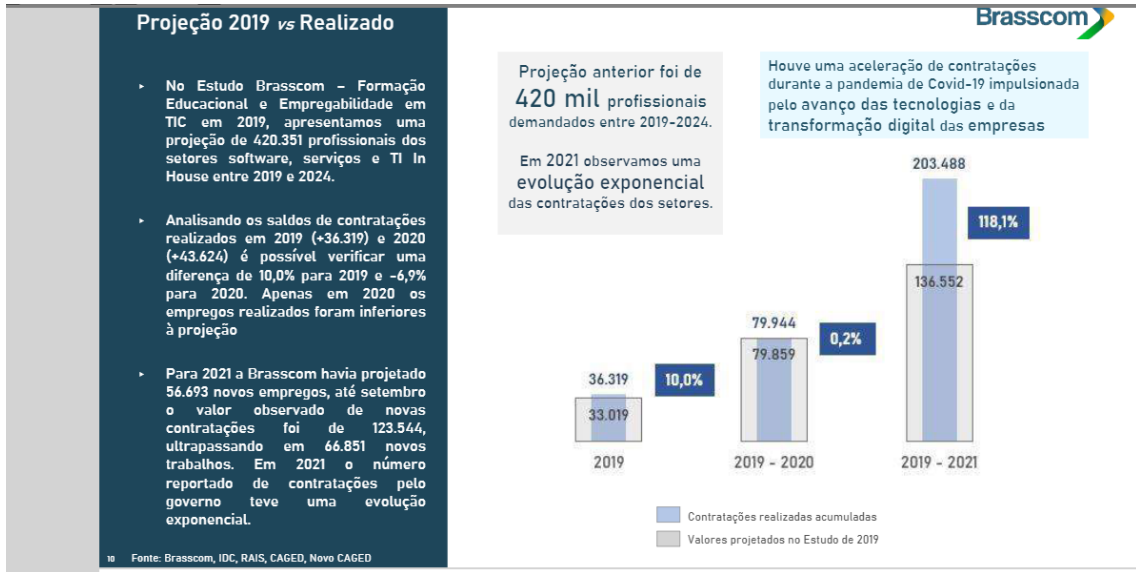 Projeção 2019 vs Realizado
▸ No Estudo Brasscom – Formação
Educacional e Empregabilidade em
TIC em 2019, apresentamos uma
projeção de 420.351 profissionais dos
setores software, serviços e TI In
House entre 2019 e 2024.
▸ Analisando os saldos de contratações
realizados em 2019 (+36.319) e 2020
(+43.624) é possível verificar uma
diferença de 10,0% para 2019 e -6,9%
para 2020. Apenas em 2020 os
empregos realizados foram inferiores
à projeção
▸ Para 2021 a Brasscom havia projetado
56.693 novos empregos, até setembro
o valor observado de novas
contratações foi de 123.544,
ultrapassando em 66.851 novos
trabalhos. Em 2021 o número
reportado de contratações pelo
governo teve uma evolução
exponencial.
10 Fonte: Brasscom, IDC, RAIS, CAGED, Novo CAGED
Brasscom
Projeção anterior foi de
420 mil profissionais
demandados entre 2019-2024.
Em 2021 observamos uma
evolução exponencial
das contratações dos setores.
Houve uma aceleração de contratações
durante a pandemia de Covid-19 impulsionada
pelo avanço das tecnologias e da
transformação digital das empresas
203.488
118,1%
136.552
79.944
0,2%
79.859
36.319
10,0%
33.019
2019
2019 - 2020
2019 - 2021
Contratações realizadas acumuladas
Valores projetados no Estudo de 2019